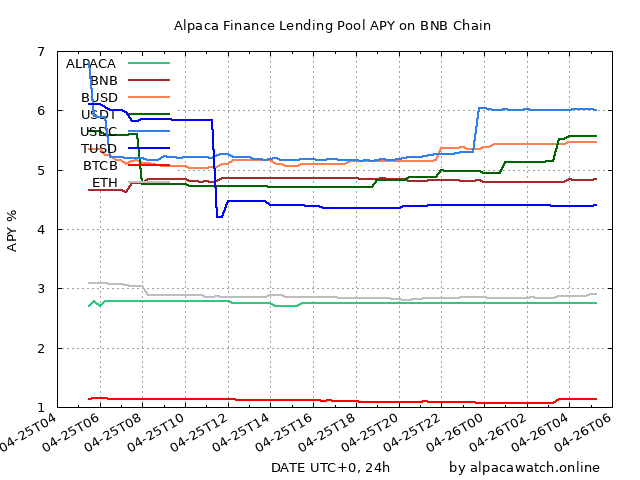 Alpaca Finance Lending Pool APY on BNB Chain
7
6
5
4
3
2
1
APY %
ALPACA
BNB
BUSD
USDT
USDC
TUSD
BTCB
ETH
04-25T04
04-25T06
04-25T08
04-25T10
04-25T12
04-25T14
04-25T16
04-25T18
04-25T20
04-25T22
04-26T00
04-26T02
04-26T04
04-26T06
DATE UTC+0, 24h
by alpacawatch.online